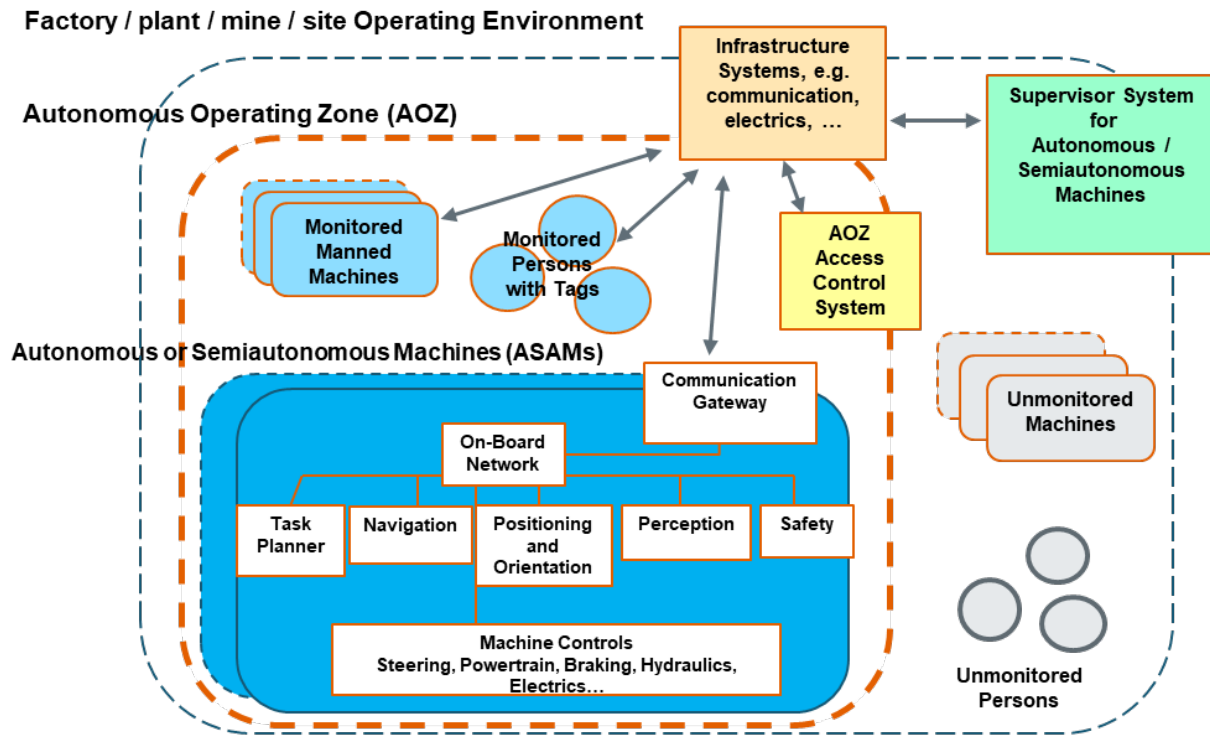 Factory / plant / mine / site Operating Environment
Infrastructure
Systems, e.g.
communication,
electrics, …
Supervisor System
for
Autonomous /
Semiautonomous
Machines
Autonomous Operating Zone (AOZ)
Monitored
Manned
Machines
Monitored
Persons
with Tags
AOZ
Access
Control
System
Autonomous or Semiautonomous Machines (ASAMs)
Communication
Gateway
Unmonitored
Machines
On-Board
Network
Task
Planner
Navigation
Positioning
and
Orientation
Perception
Safety
Machine Controls
Steering, Powertrain, Braking, Hydraulics,
Electrics…
Unmonitored
Persons